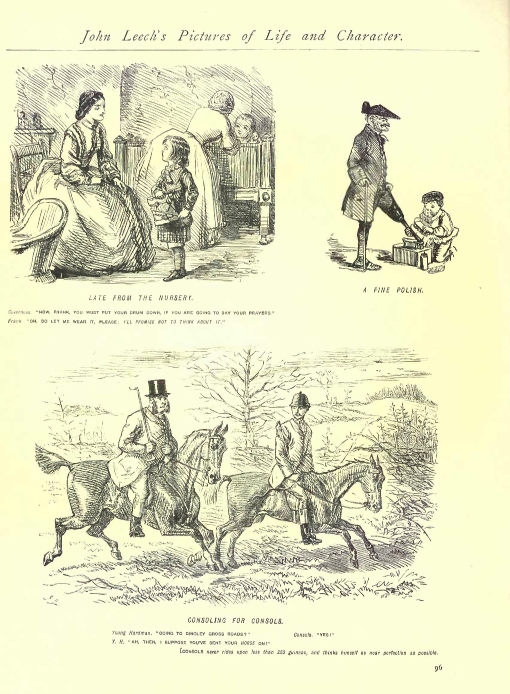 John Leech's Pictures of Life and Character.
LATE FROM THE NURSERY.
Governess. "NOW, FRANK, YOU MUST PUT YOUR DRUM DOWN, IF YOU ARE GOING TO SAY YOUR PRAYERS."
Frank. "OH, DO LET ME WEAR IT, PLEASE; I'LL PROMISE NOT TO THINK ABOUT IT."
A FINE POLISH.
CONSOLING FOR CONSOLS.
Young Hardman. "GOING TO DINGLEY CROSS ROADS?" Consols. "YES!"
Y. H. "AH, THEN, I SUPPOSE YOU'VE SENT YOUR HORSE ON!"
[CONSOLS never rides upon less than 250 guineas, and thinks himself as near perfection as possible.
96